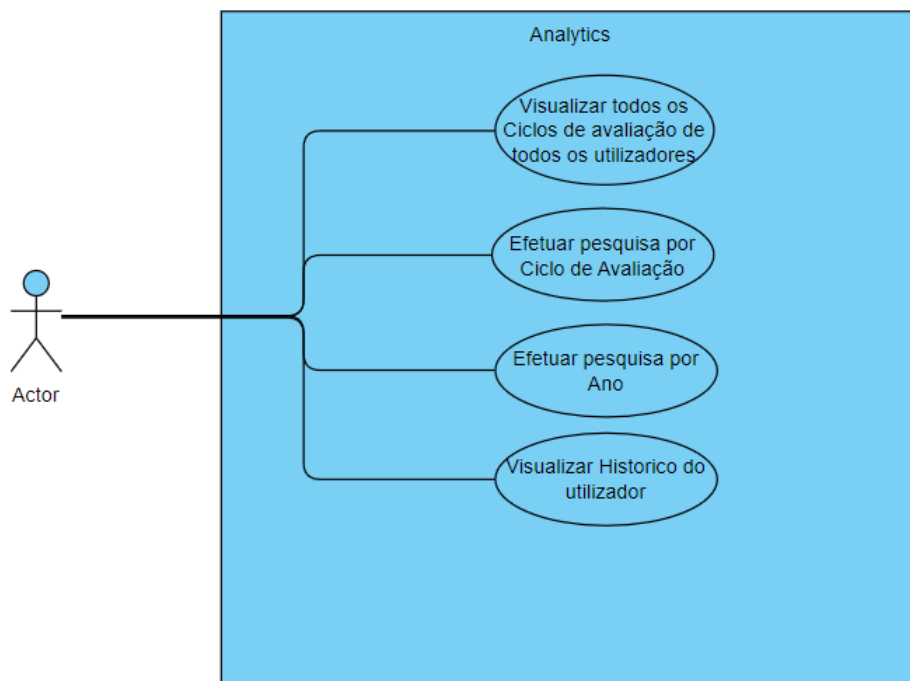 Analytics
Visualizar todos os
Ciclos de avaliação de
todos os utilizadores
Efetuar pesquisa por
Ciclo de Avaliação
Actor
Efetuar pesquisa por
Ano
Visualizar Historico do
utilizador